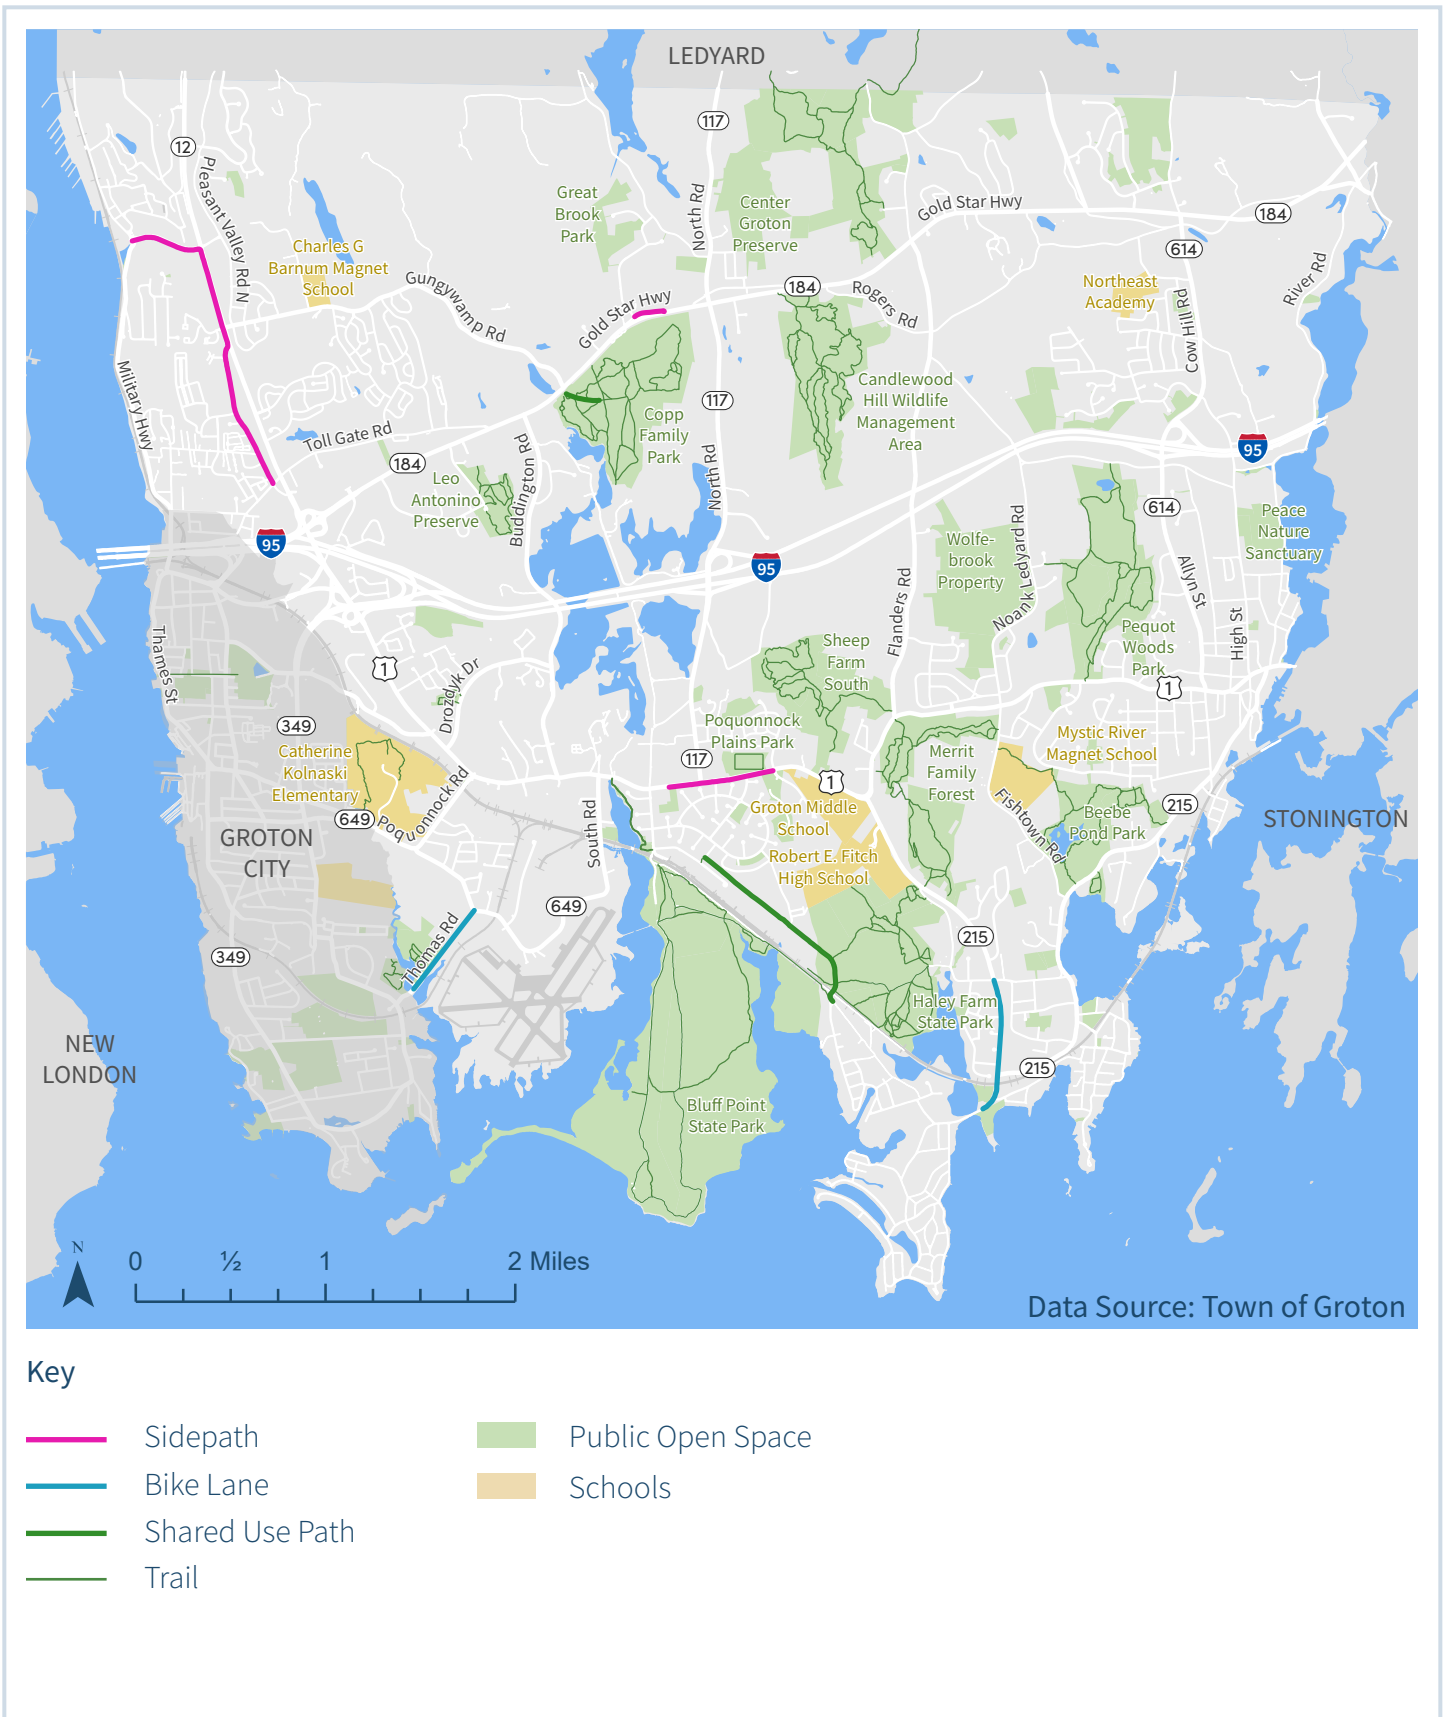 LEDYARD
117
12
Pleasant Valley Rd N
Great
Brook
Park
North Rd
Center
Groton
Preserve
Gold Star Hwy
184
614
Charles G
Barnum Magnet
School
Gungywamp Rd
Gold Star Hwy
184
Rogers Rd
Northeast
Academy
River Rd
Cow Hill Rd
Military Hwy
117
Candlewood
Hill Wildlife
Management
Area
Copp
Family
Park
Toll Gate Rd
184
Buddington Rd
North Rd
95
Leo
Antonino
Preserve
614
Peace
Nature
Sanctuary
95
95
Wolfe-
brook
Property
Noank Ledyard Rd
Allyn St
High St
Flanders Rd
Thames St
1
Drozdyk Dr
Sheep
Farm
South
Pequot
Woods
Park
1
349
Poquonnock
Plains Park
117
Mystic River
Magnet School
Catherine
Kolnaski
Elementary
Merrit
Family
Forest
1
649
Poquonnock Rd
South Rd
Groton Middle
School
Fishtown Rd
Beebe
Pond Park
215
STONINGTON
GROTON
CITY
Robert E. Fitch
High School
649
Thomas Rd
349
215
Haley Farm
State Park
NEW
LONDON
215
Bluff Point
State Park
N
0 ½ 1 2 Miles
Data Source: Town of Groton
Key
Sidepath
Bike Lane
Shared Use Path
Trail
Public Open Space
Schools